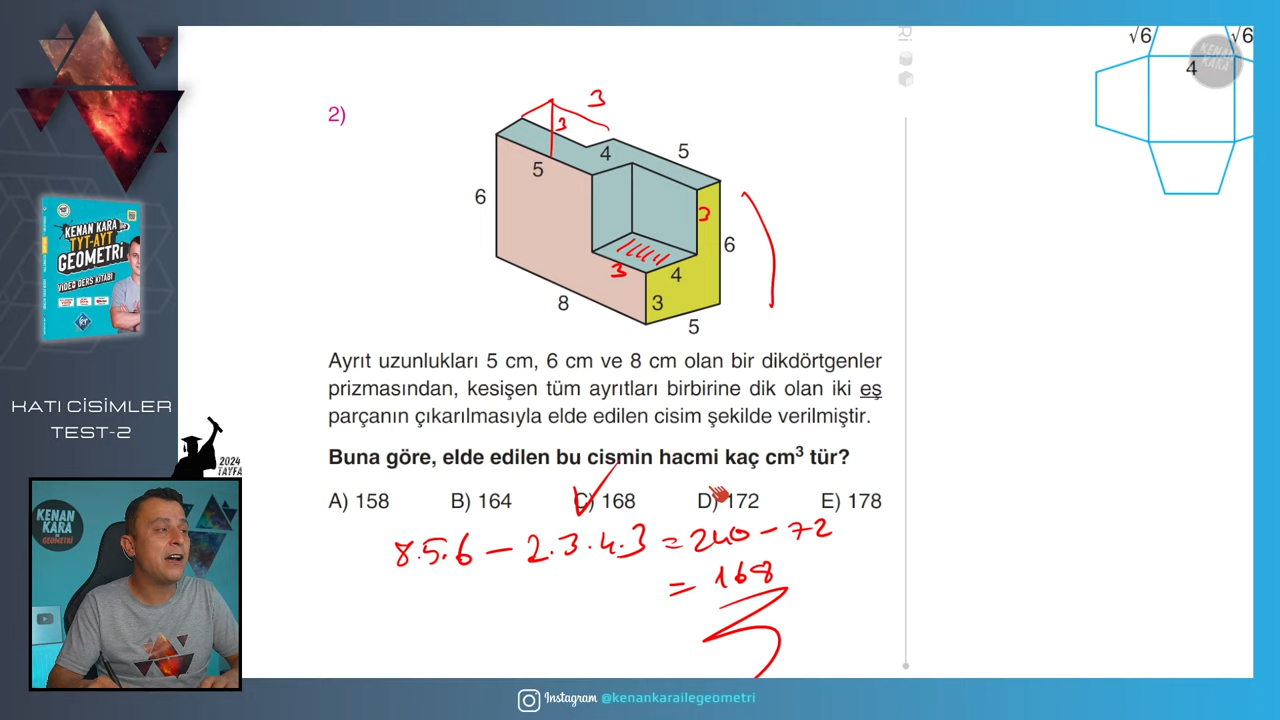 √6
√6
KENAN
KARA
4
2)
3
3
4
5
5
6
3
6
3
4
8
3
5
KENAN KARA
TYT-AYT
GEOMETRİ
VİDEO DERS KİTABI
Ayrıt uzunlukları 5 cm, 6 cm ve 8 cm olan bir dikdörtgenler
prizmasından, kesişen tüm ayrıtları birbirine dik olan iki eş
parçanın çıkarılmasıyla elde edilen cisim şekilde verilmiştir.
KATI CİSİMLER
TEST-2
Buna göre, elde edilen bu cismin hacmi kaç cm³ tür?
2024
TAYFA
A) 158 B) 164 C) 168 D) 172 E) 178
8.5.6 – 2.3.4.3 = 240 – 72
= 168
KENAN
KARA
GEOMETRİ
Instagram @kenankarailegeometri